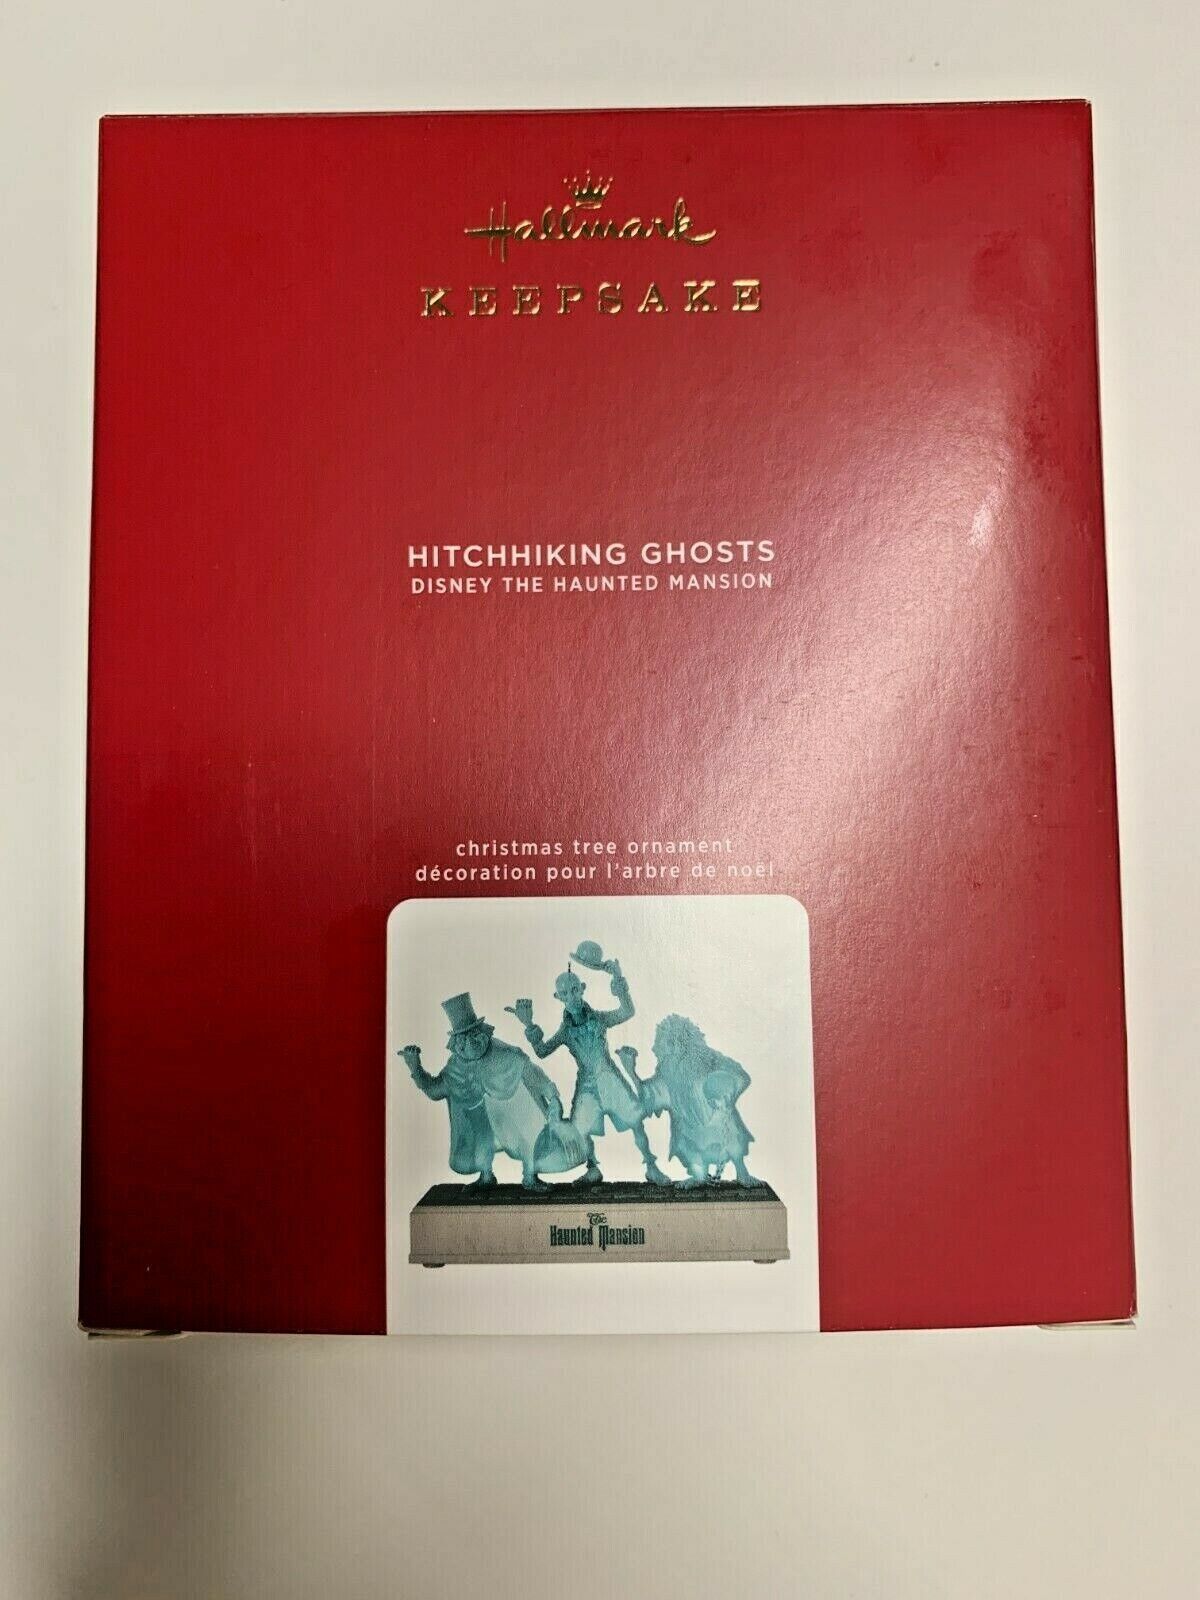 Hallmark
KEEPSAKE
HITCHHIKING GHOSTS
DISNEY THE HAUNTED MANSION
christmas tree ornament
décoration pour l'arbre de noël
The
Haunted Mansion